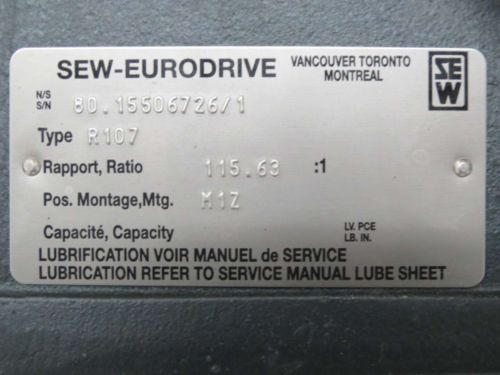 SEW-EURODRIVE
VANCOUVER TORONTO
MONTREAL
SEW
N/S
S/N 80.15506726/1
Type R107
Rapport, Ratio 115.63 :1
Pos. Montage,Mtg. M1Z
Capacité, Capacity LV. PCE
LB. IN.
LUBRIFICATION VOIR MANUEL de SERVICE
LUBRICATION REFER TO SERVICE MANUAL LUBE SHEET